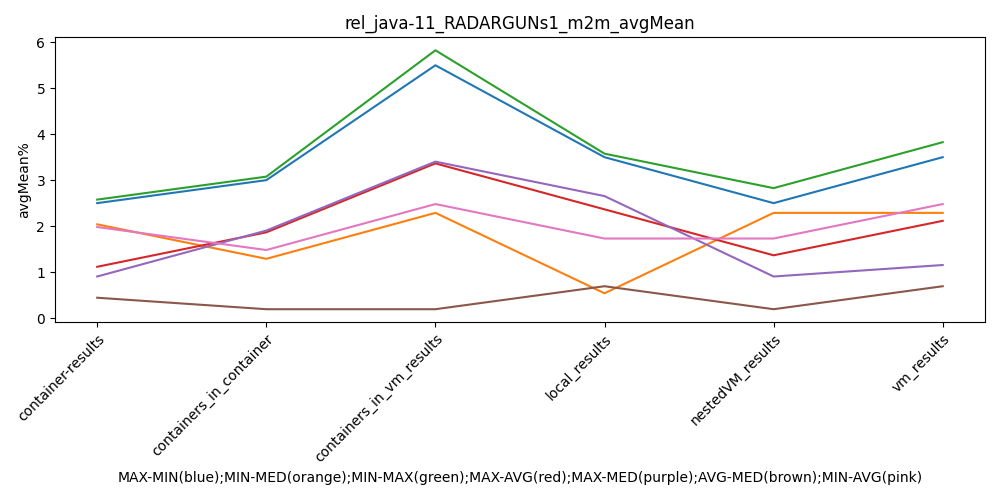 rel_java-11_RADARGUNs1_m2m_avgMean
avgMean%
6
5
4
3
2
1
0
container-results
containers_in_container
containers_in_vm_results
local_results
nestedVM_results
vm_results
MAX-MIN(blue);MIN-MED(orange);MIN-MAX(green);MAX-AVG(red);MAX-MED(purple);AVG-MED(brown);MIN-AVG(pink)